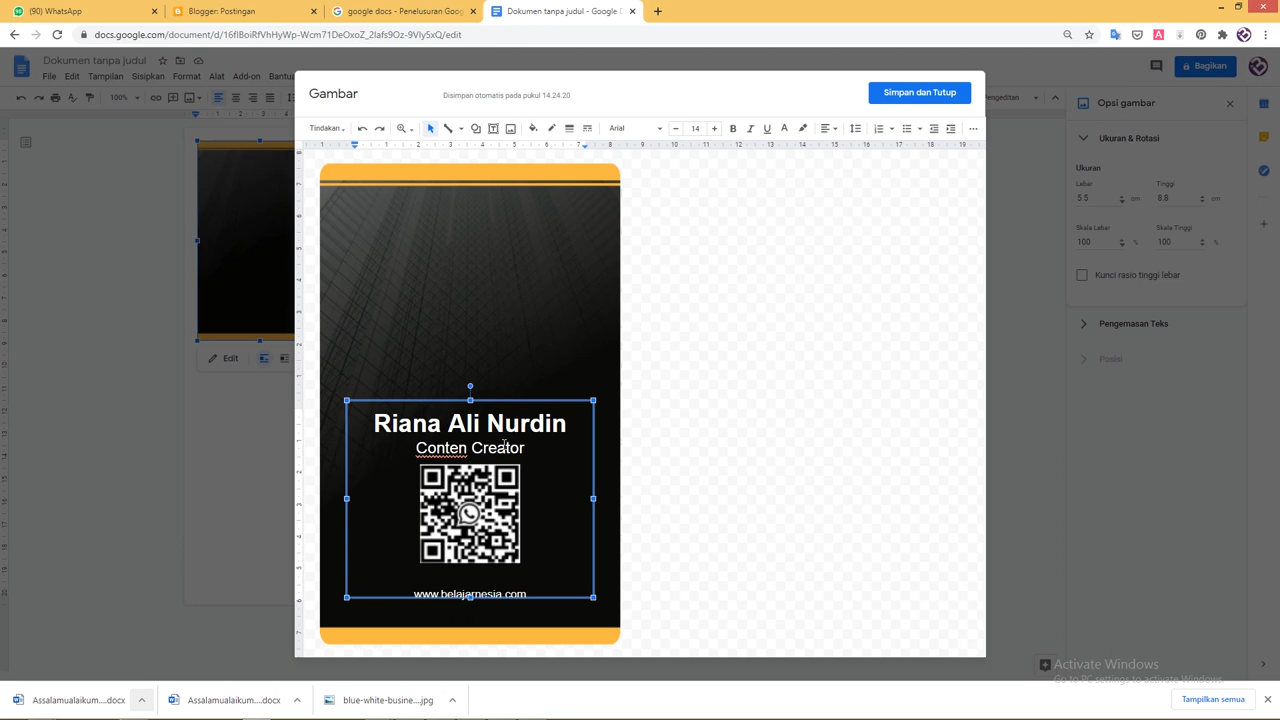 (90) WhatsApp
Blogger: Postingan
google docs - Penelusuran Goog
Dokumen tanpa judul - Google D
docs.google.com/document/d/16flBoiRfVhHyWp-Wcm71DeOxoZ_2Iafs9Oz-9VIy5xQ/edit
Dokumen tanpa judul
File Edit Tampilan Sisipkan Format Alat Add-on Bantua
Bagikan
100%
Pengeditan
Gambar
Disimpan otomatis pada pukul 14.24.20
Simpan dan Tutup
Tindakan
Arial
14
Opsi gambar
Ukuran & Rotasi
Ukuran
Lebar Tinggi
5.5 cm 8.8 cm
Skala Lebar Skala Tinggi
100 % 100 %
Kunci rasio tinggi lebar
Pengemasan Teks
Posisi
Edit
Riana Ali Nurdin
Conten Creator
www.belajarnesia.com
Activate Windows
Go to PC settings to activate Windows.
Assalamualaikum....docx
Assalamualaikum....docx
blue-white-busine....jpg
Tampilkan semua